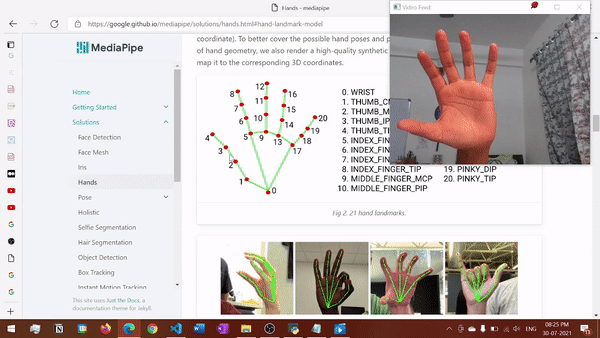 Hands - mediapipe
https://google.github.io/mediapipe/solutions/hands.html#hand-landmark-model
Video Feed
MediaPipe
Home
Getting Started
Solutions
Face Detection
Face Mesh
Iris
Hands
Pose
Holistic
Selfie Segmentation
Hair Segmentation
Object Detection
Box Tracking
Instant Motion Tracking
This site uses Just the Docs, a
documentation theme for Jekyll.
coordinate). To better cover the possible hand poses and p
of hand geometry, we also render a high-quality synthetic
map it to the corresponding 3D coordinates.
12
8
11
16
7
10
15
20
6
14
19
4
5
9
13
18
3
17
2
1
0
0. WRIST
1. THUMB_C
2. THUMB_M
3. THUMB_IP
4. THUMB_TI
5. INDEX_FIN
6. INDEX_FIN
7. INDEX_FIN
8. INDEX_FINGER_TIP
9. MIDDLE_FINGER_MCP
10. MIDDLE_FINGER_PIP
19. PINKY_DIP
20. PINKY_TIP
Fig 2. 21 hand landmarks.
ENG
08:25 PM
30-07-2021